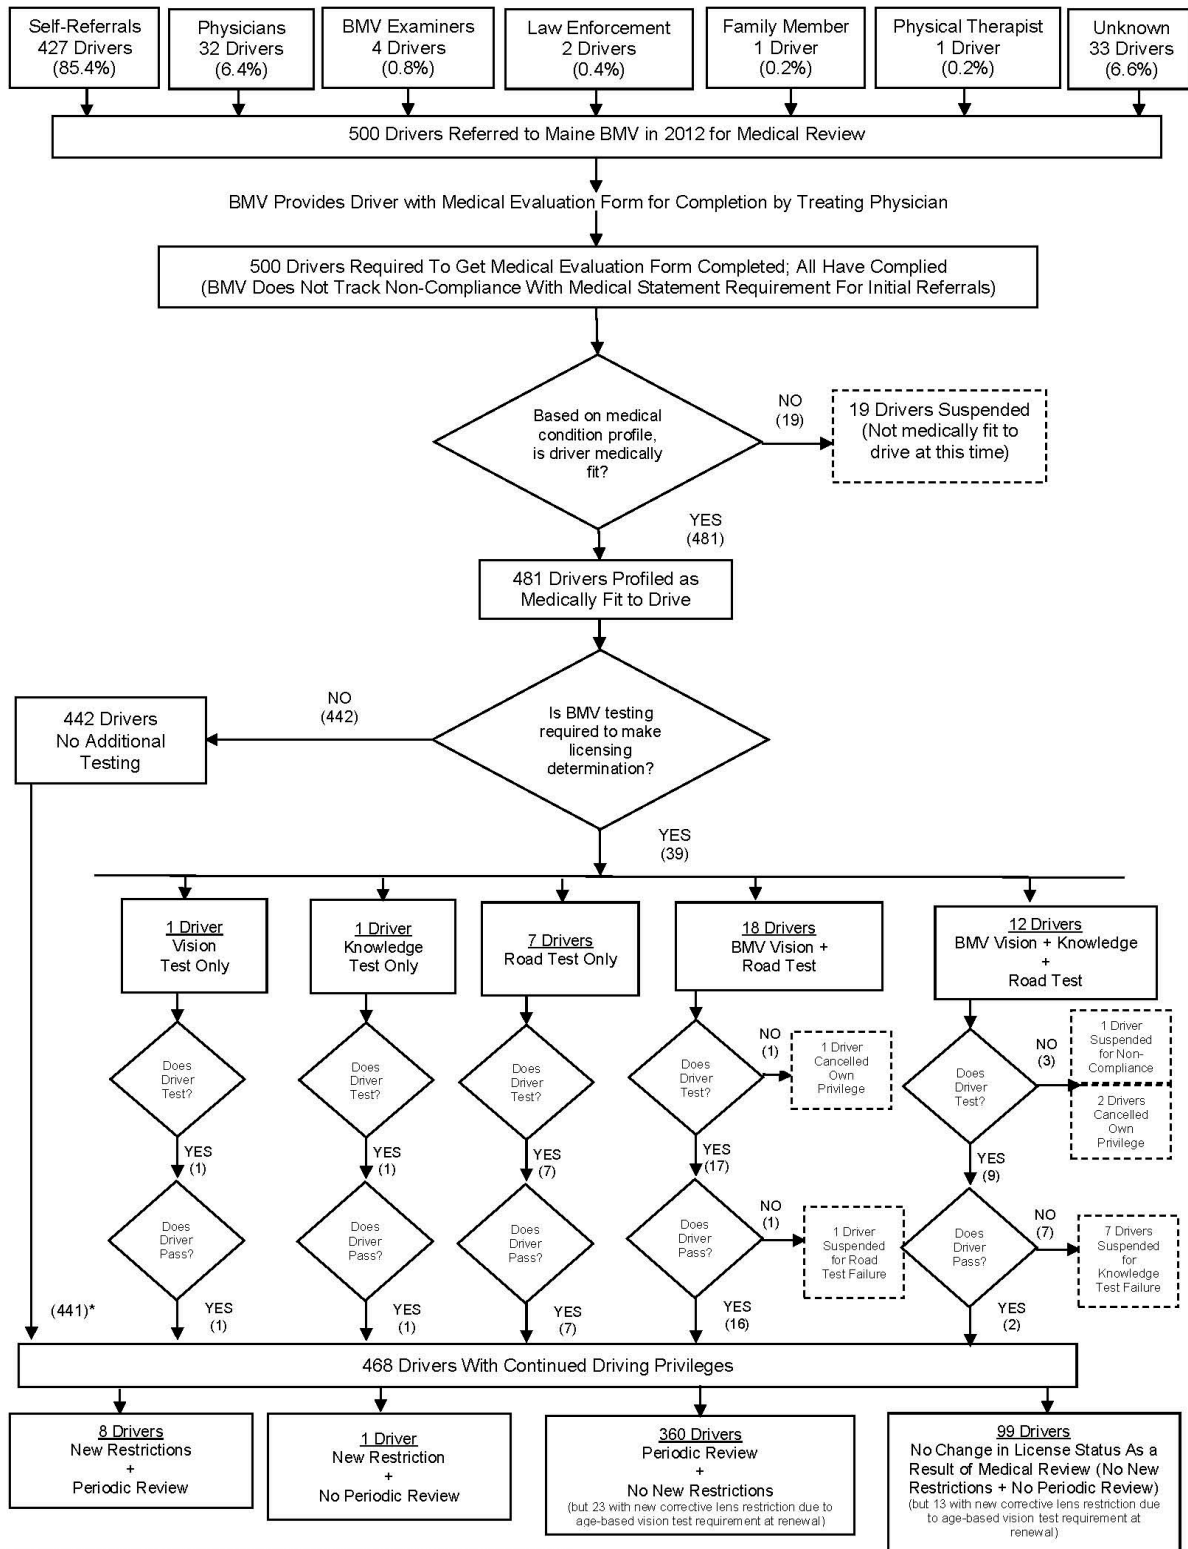 Self-Referrals
427 Drivers
(85.4%)
Physicians
32 Drivers
(6.4%)
BMV Examiners
4 Drivers
(0.8%)
Law Enforcement
2 Drivers
(0.4%)
Family Member
1 Driver
(0.2%)
Physical Therapist
1 Driver
(0.2%)
Unknown
33 Drivers
(6.6%)
500 Drivers Referred to Maine BMV in 2012 for Medical Review
BMV Provides Driver with Medical Evaluation Form for Completion by Treating Physician
500 Drivers Required To Get Medical Evaluation Form Completed; All Have Complied
(BMV Does Not Track Non-Compliance With Medical Statement Requirement For Initial Referrals)
Based on medical
condition profile,
is driver medically
fit?
NO
(19)
19 Drivers Suspended
(Not medically fit to
drive at this time)
YES
(481)
481 Drivers Profiled as
Medically Fit to Drive
Is BMV testing
required to make
licensing
determination?
NO
(442)
442 Drivers
No Additional
Testing
YES
(39)
1 Driver
Vision
Test Only
1 Driver
Knowledge
Test Only
7 Drivers
Road Test Only
18 Drivers
BMV Vision +
Road Test
12 Drivers
BMV Vision + Knowledge
+
Road Test
Does
Driver
Test?
Does
Driver
Test?
Does
Driver
Test?
Does
Driver
Test?
NO
(1)
1 Driver
Cancelled
Own
Privilege
Does
Driver
Test?
NO
(3)
1 Driver
Suspended
for Non-
Compliance
2 Drivers
Cancelled
Own
Privilege
YES
(1)
YES
(1)
YES
(7)
YES
(17)
YES
(9)
Does
Driver
Pass?
Does
Driver
Pass?
Does
Driver
Pass?
Does
Driver
Pass?
NO
(1)
1 Driver
Suspended
for Road
Test Failure
Does
Driver
Pass?
NO
(7)
7 Drivers
Suspended
for
Knowledge
Test Failure
(441)*
YES
(1)
YES
(1)
YES
(7)
YES
(16)
YES
(2)
468 Drivers With Continued Driving Privileges
8 Drivers
New Restrictions
+
Periodic Review
1 Driver
New Restriction
+
No Periodic Review
360 Drivers
Periodic Review
+
No New Restrictions
(but 23 with new corrective lens restriction due to
age-based vision test requirement at renewal)
99 Drivers
No Change in License Status As a
Result of Medical Review (No New
Restrictions + No Periodic Review)
(but 13 with new corrective lens restriction due
to age-based vision test requirement at
renewal)